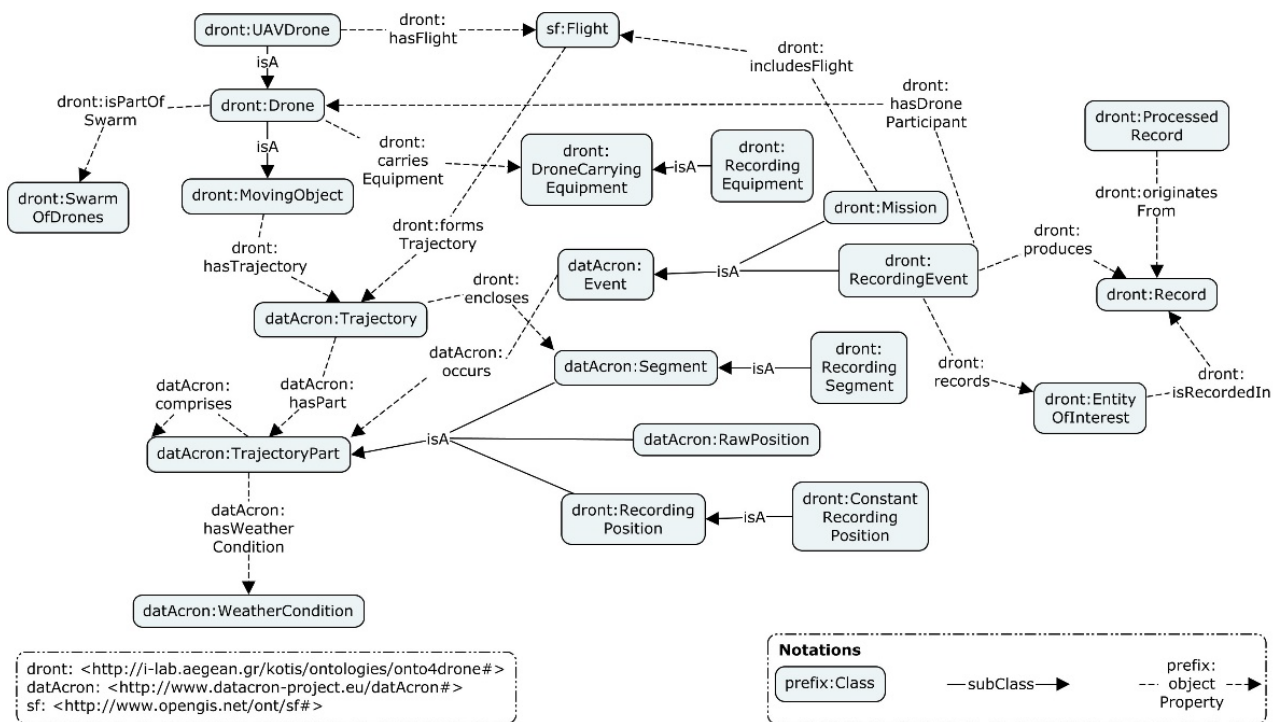 dront:UAVDrone
dront:
hasFlight
sf:Flight
isA
dront:
includesFlight
dront:isPartOf
Swarm
dront:Drone
dront:
hasDrone
Participant
dront:Processed
Record
isA
dront:
carries
Equipment
dront:
DroneCarrying
Equipment
isA
dront:
Recording
Equipment
dront:Swarm
OfDrones
dront:MovingObject
dront:originates
From
dront:Mission
dront:forms
Trajectory
dront:
hasTrajectory
dront:
produces
datAcron:
Event
isA
dront:
RecordingEvent
dront:
encloses
dront:Record
datAcron:Trajectory
datAcron:
occurs
datAcron:Segment
isA
dront:
Recording
Segment
dront:
records
dront:
isRecordedIn
dront:Entity
OfInterest
datAcron:
comprises
datAcron:
hasPart
datAcron:TrajectoryPart
isA
datAcron:RawPosition
datAcron:
hasWeather
Condition
dront:Recording
Position
isA
dront:Constant
Recording
Position
datAcron:WeatherCondition
dront: <http://i-lab.aegean.gr/kotis/ontologies/onto4drone#>
datAcron: <http://www.datacron-project.eu/datAcron#>
sf: <http://www.opengis.net/ont/sf#>
Notations
prefix:Class
subClass
prefix:
object
Property